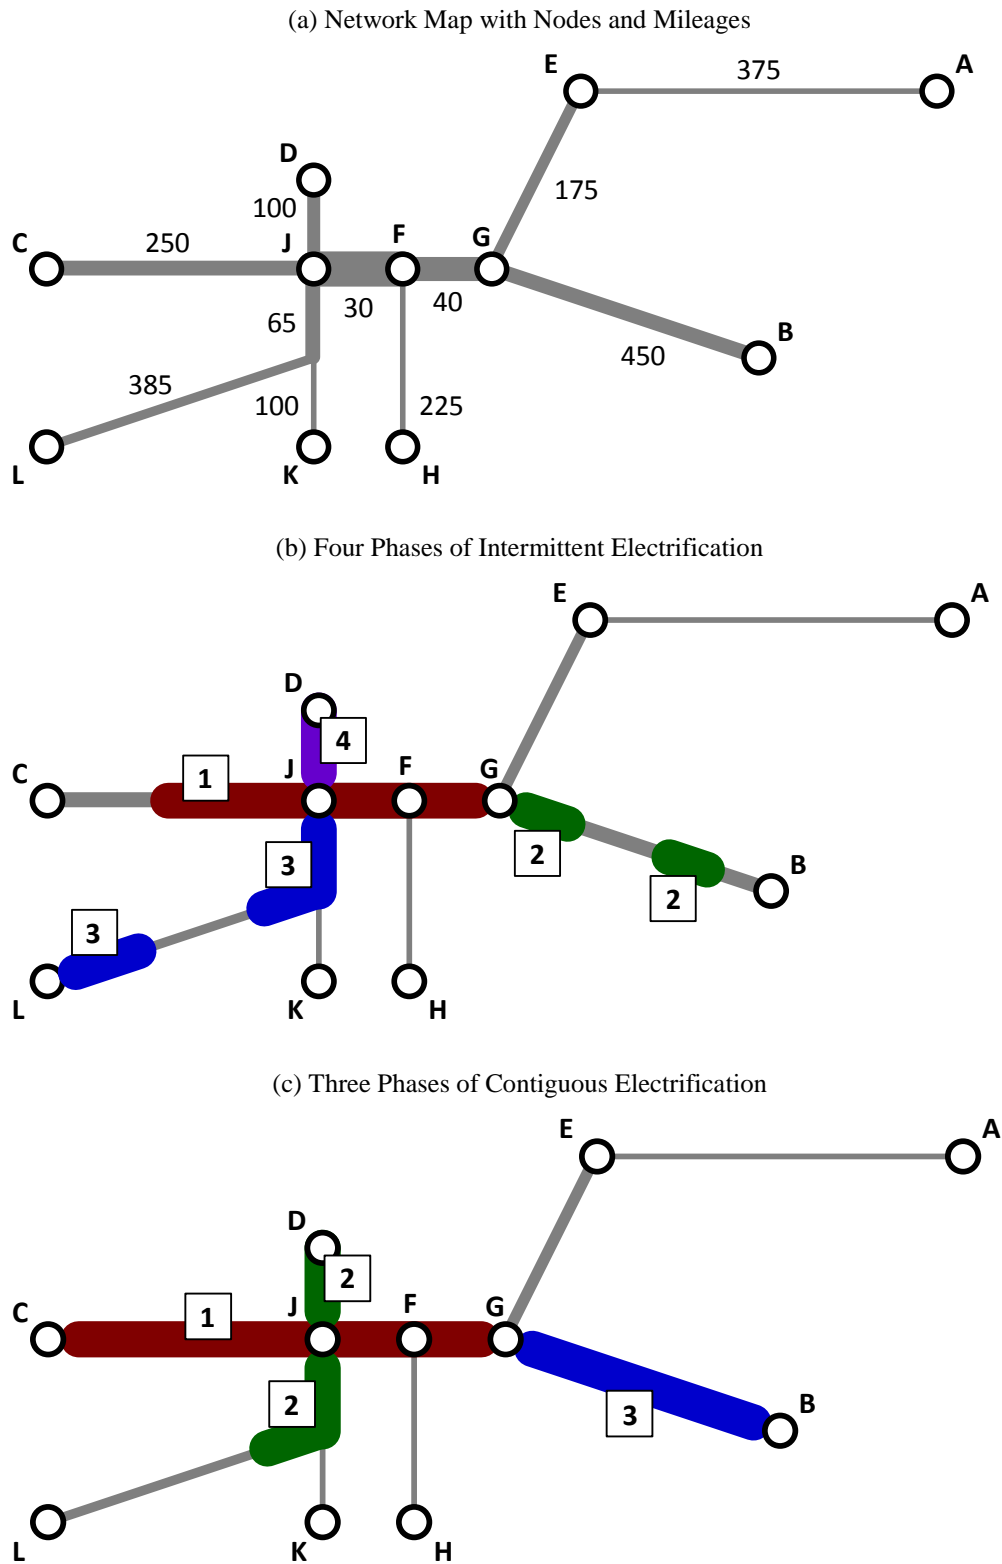 (a) Network Map with Nodes and Mileages
E
375
A
D
175
100
C
250
J
F
G
30
40
65
B
450
385
100
225
L
K
H
(b) Four Phases of Intermittent Electrification
E
A
D
4
C
1
J
F
G
3
2
B
2
3
L
K
H
(c) Three Phases of Contiguous Electrification
E
A
D
2
C
1
J
F
G
2
3
B
L
K
H